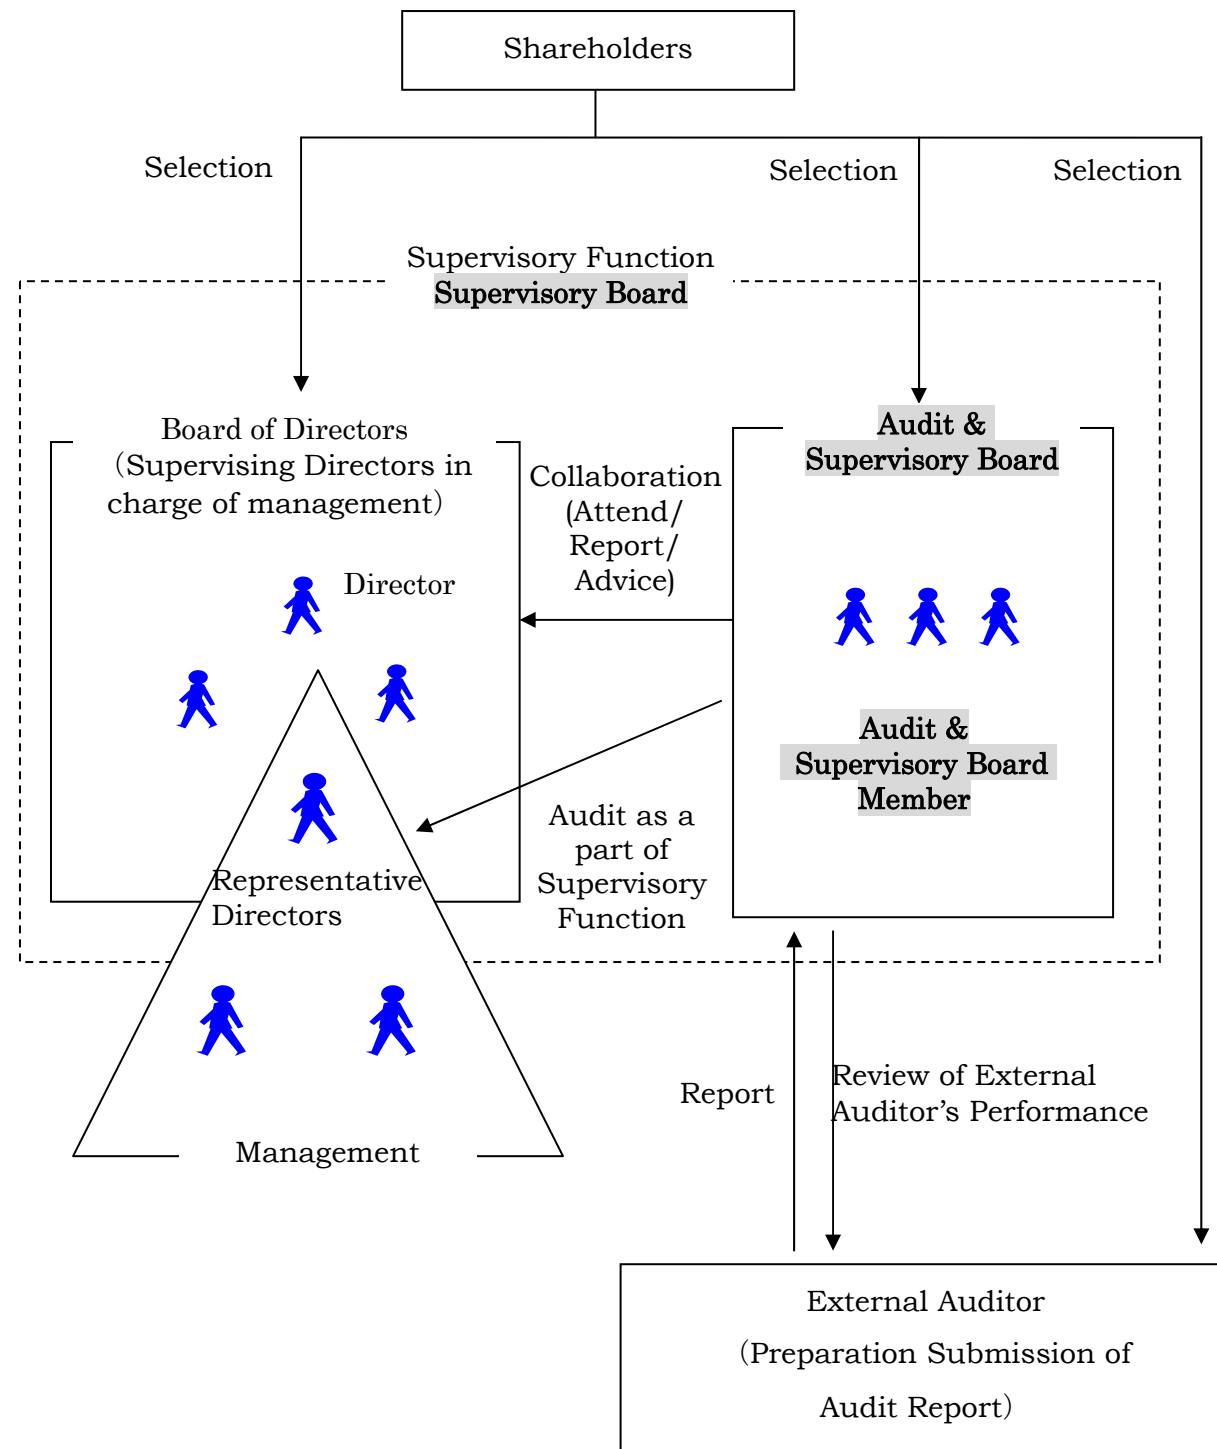 Shareholders
Selection
Selection
Selection
Supervisory Function
Supervisory Board
Board of Directors
（Supervising Directors in
charge of management）
Director
Collaboration
(Attend/
Report/
Advice)
Audit &
Supervisory Board
Audit &
Supervisory Board
Member
Audit as a
part of
Supervisory
Function
Representative
Directors
Management
Report
Review of External
Auditor’s Performance
External Auditor
（Preparation Submission of
Audit Report）